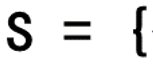 S = {